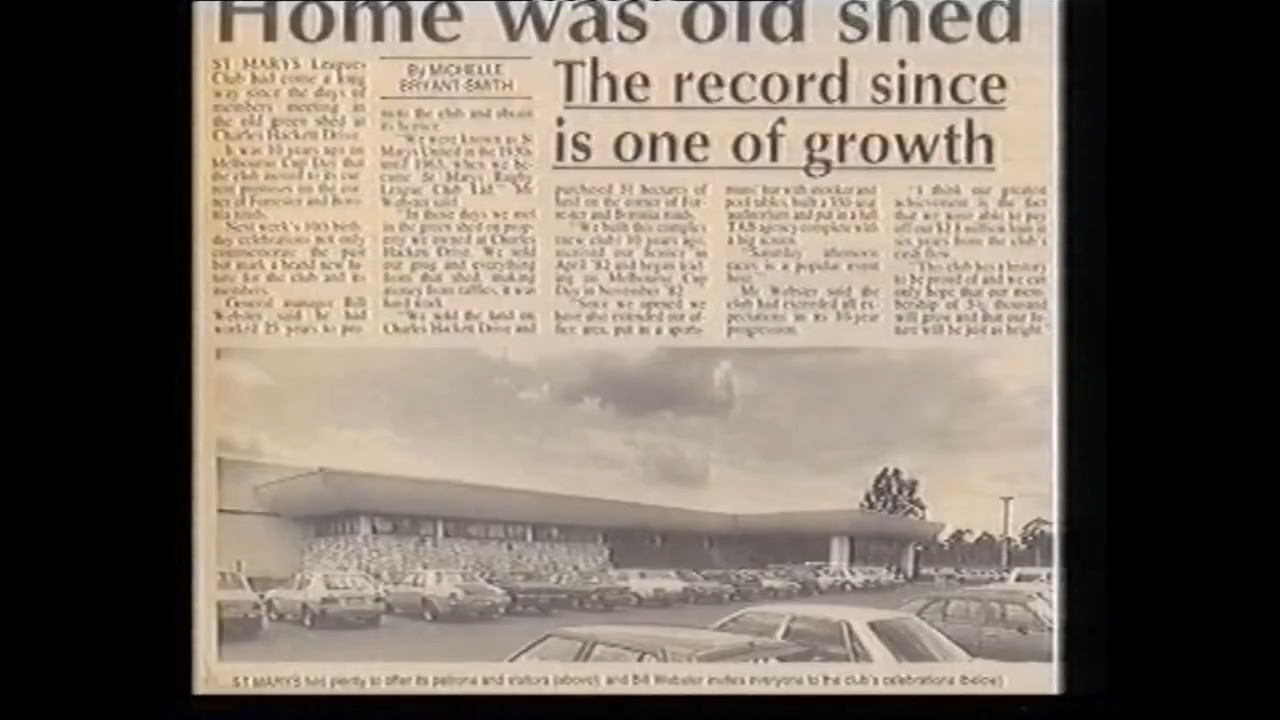 Home was old shed
The record since
is one of growth
By MICHELLE
BRYANT-SMITH
ST MARYS Leagues
Club had come a long
way since the days of
members meeting in
the old green shed at
Charles Hackett Drive.
It was 10 years ago on
Melbourne Cup Day that
the club moved to its cur-
rent premises on the cor-
ner of Forrester and Boro-
nia roads.
Next week's 10th birth-
day celebrations not only
commemorate the past
but mark a brand new fu-
ture for the club and its
members.
General manager Bill
Webster said he had
worked 25 years to pro-
mote the club and obtain
its licence.
"We were known as St
Marys United in the
until 1963, when we be-
came St Marys Rugby
League Club Ltd," Mr
Webster said.
"In those days we met
in the green shed on prop-
erty we owned at Charles
Hackett Drive. We sold
our grog and everything
from that shed, making
money from raffles, it was
hard work.
"We sold the land on
Charles Hackett Drive and
purchased 31 hectares of
land on the corner of For-
rester and Boronia roads.
"We built this complex
(new club) 10 years ago,
received our licence in
April '82 and began trad-
ing on Melbourne Cup
Day in November '82.
"Since we opened we
have also extended our of-
fice area, put in a sports-
mans' bar with snooker and
pool tables, built a 350-seat
auditorium and put in a full
TAB agency complete with
a big screen.
"Saturday afternoon
races is a popular event
here."
Mr Webster said the
club had exceeded all ex-
pectations in its 10-year
progression.
"I think our greatest
achievement is the fact
that we were able to pay
off our million loan in
six years from the club's
cash flow.
"This club has a history
to be proud of and we can
only hope that our mem-
bership of thousand
will grow and that our fu-
ture will be just as bright."
ST MARYS has plenty to offer its patrons and visitors (above), and Bill Webster invites everyone to the club's celebrations (below)